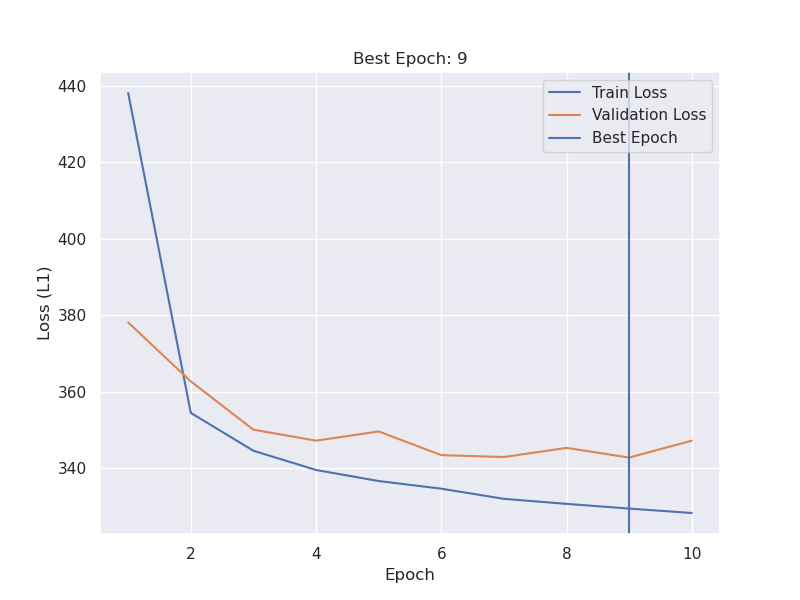 Best Epoch: 9
440
420
400
380
360
340
Loss (L1)
Train Loss
Validation Loss
Best Epoch
2
4
6
8
10
Epoch